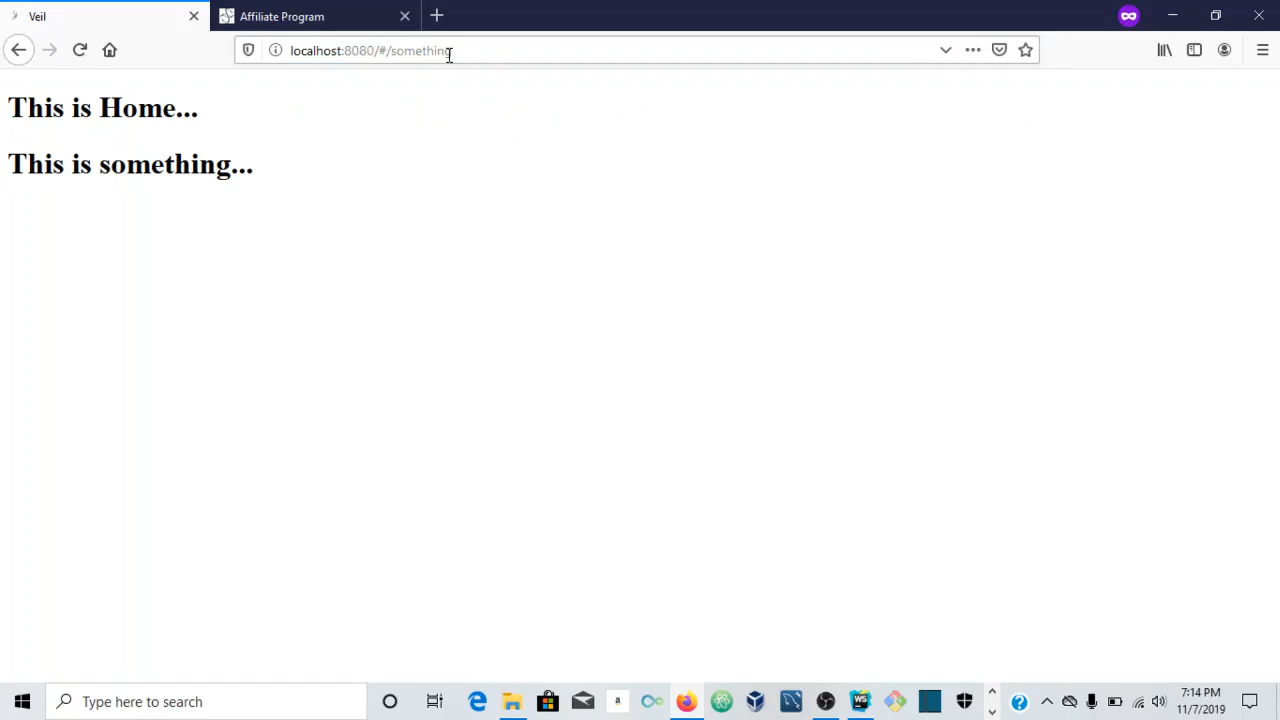 Veil
Affiliate Program
localhost:8080/#/something
This is Home...
This is something...
Type here to search
a
WS
7:14 PM
11/7/2019